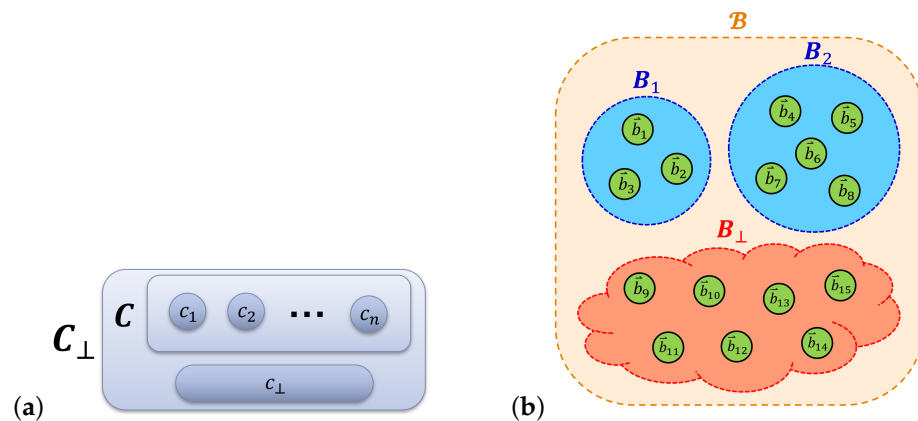 𝓑
B₁
B₂
b⃗₁
b⃗₂
b⃗₃
b⃗₄
b⃗₅
b⃗₆
b⃗₇
b⃗₈
B⊥
b⃗₉
b⃗₁₀
b⃗₁₃
b⃗₁₅
b⃗₁₁
b⃗₁₂
b⃗₁₄
C⊥
C
c₁ c₂ ⋯ cₙ
c⊥
(a)
(b)